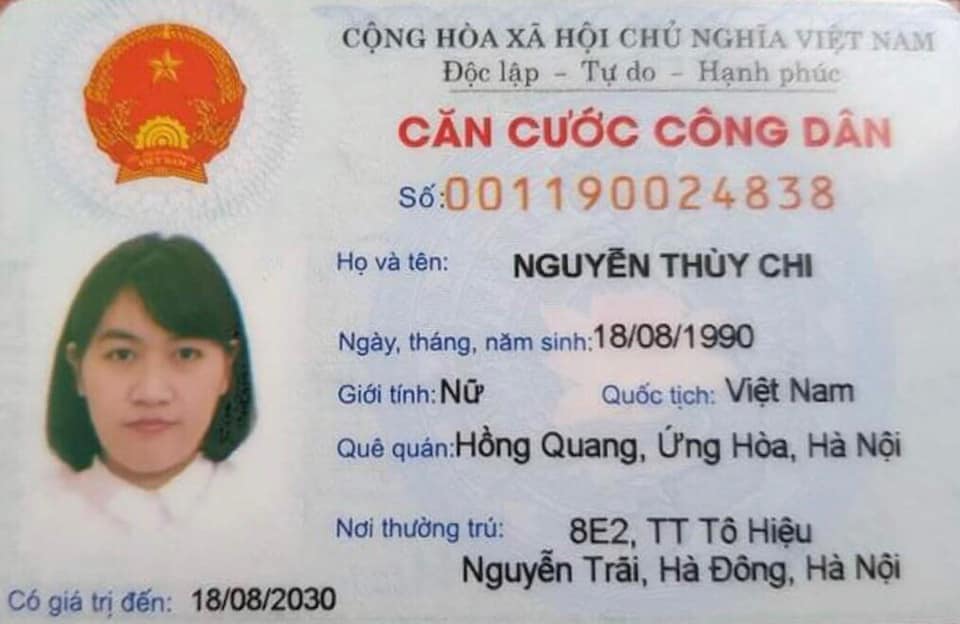 CỘNG HÒA XÃ HỘI CHỦ NGHĨA VIỆT NAM
Độc lập - Tự do - Hạnh phúc
CĂN CƯỚC CÔNG DÂN
Số: 001190024838
Họ và tên: NGUYỄN THÙY CHI
Ngày, tháng, năm sinh: 18/08/1990
Giới tính: Nữ Quốc tịch: Việt Nam
Quê quán: Hồng Quang, Ứng Hòa, Hà Nội
Nơi thường trú: 8E2, TT Tô Hiệu
Nguyễn Trãi, Hà Đông, Hà Nội
Có giá trị đến: 18/08/2030
VIỆT NAM